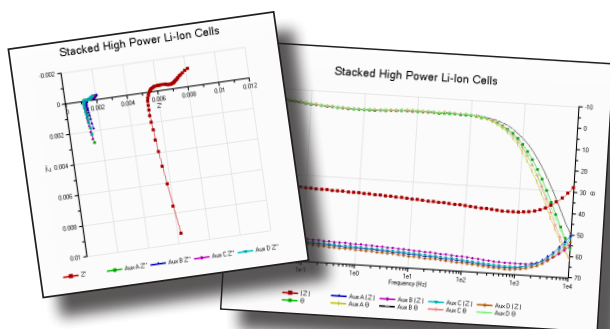 Stacked High Power Li-Ion Cells
-0.002
0
0.002
0.004
0.006
0.008
0.01
0.002
0.004
0.006
0.008
0.010
0.012
Z'
Z"
Z" Aux A Z" Aux B Z" Aux C Z" Aux D Z"
Stacked High Power Li-Ion Cells
-10
0
10
20
30
40
50
60
70
θ
1e0 1e1 1e2 1e3 1e4
Frequency (Hz)
|Z| Aux A |Z| Aux B |Z| Aux C |Z| Aux D |Z|
θ Aux A θ Aux B θ Aux C θ Aux D θ